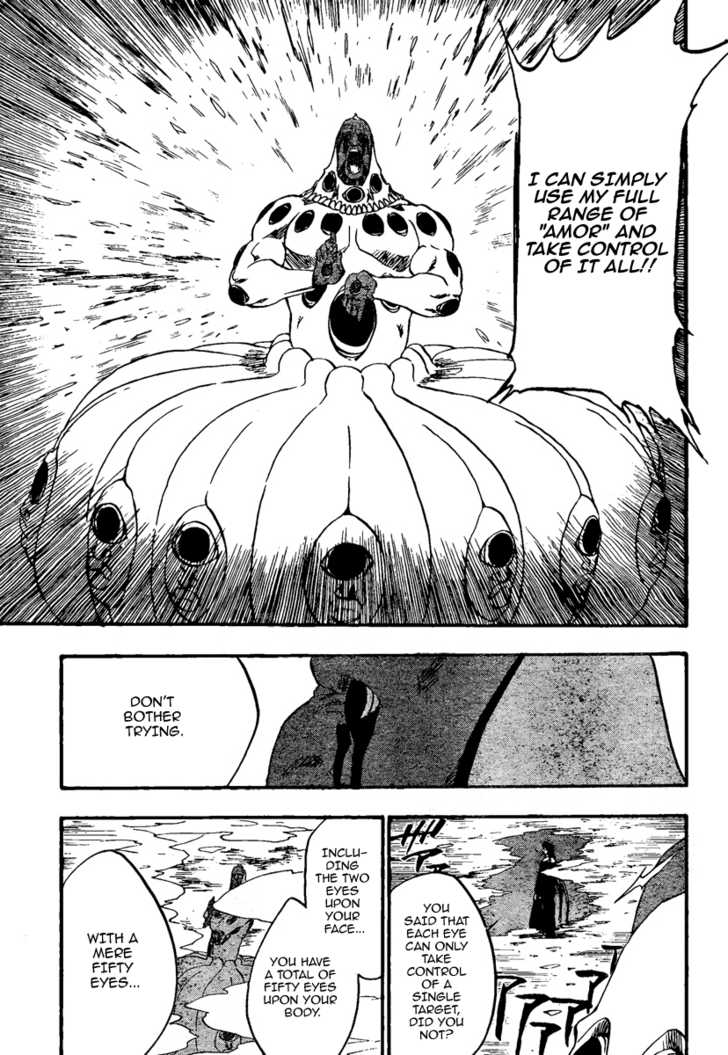 I CAN SIMPLY
USE MY FULL
RANGE OF
"AMOR" AND
TAKE CONTROL
OF IT ALL!!
DON'T
BOTHER
TRYING.
YOU
SAID THAT
EACH EYE
CAN ONLY
TAKE
CONTROL
OF A
SINGLE
TARGET,
DID YOU
NOT?
INCLU-
DING
THE TWO
EYES
UPON
YOUR
FACE...
YOU HAVE
A TOTAL OF
FIFTY EYES
UPON YOUR
BODY.
WITH A
MERE
FIFTY
EYES...